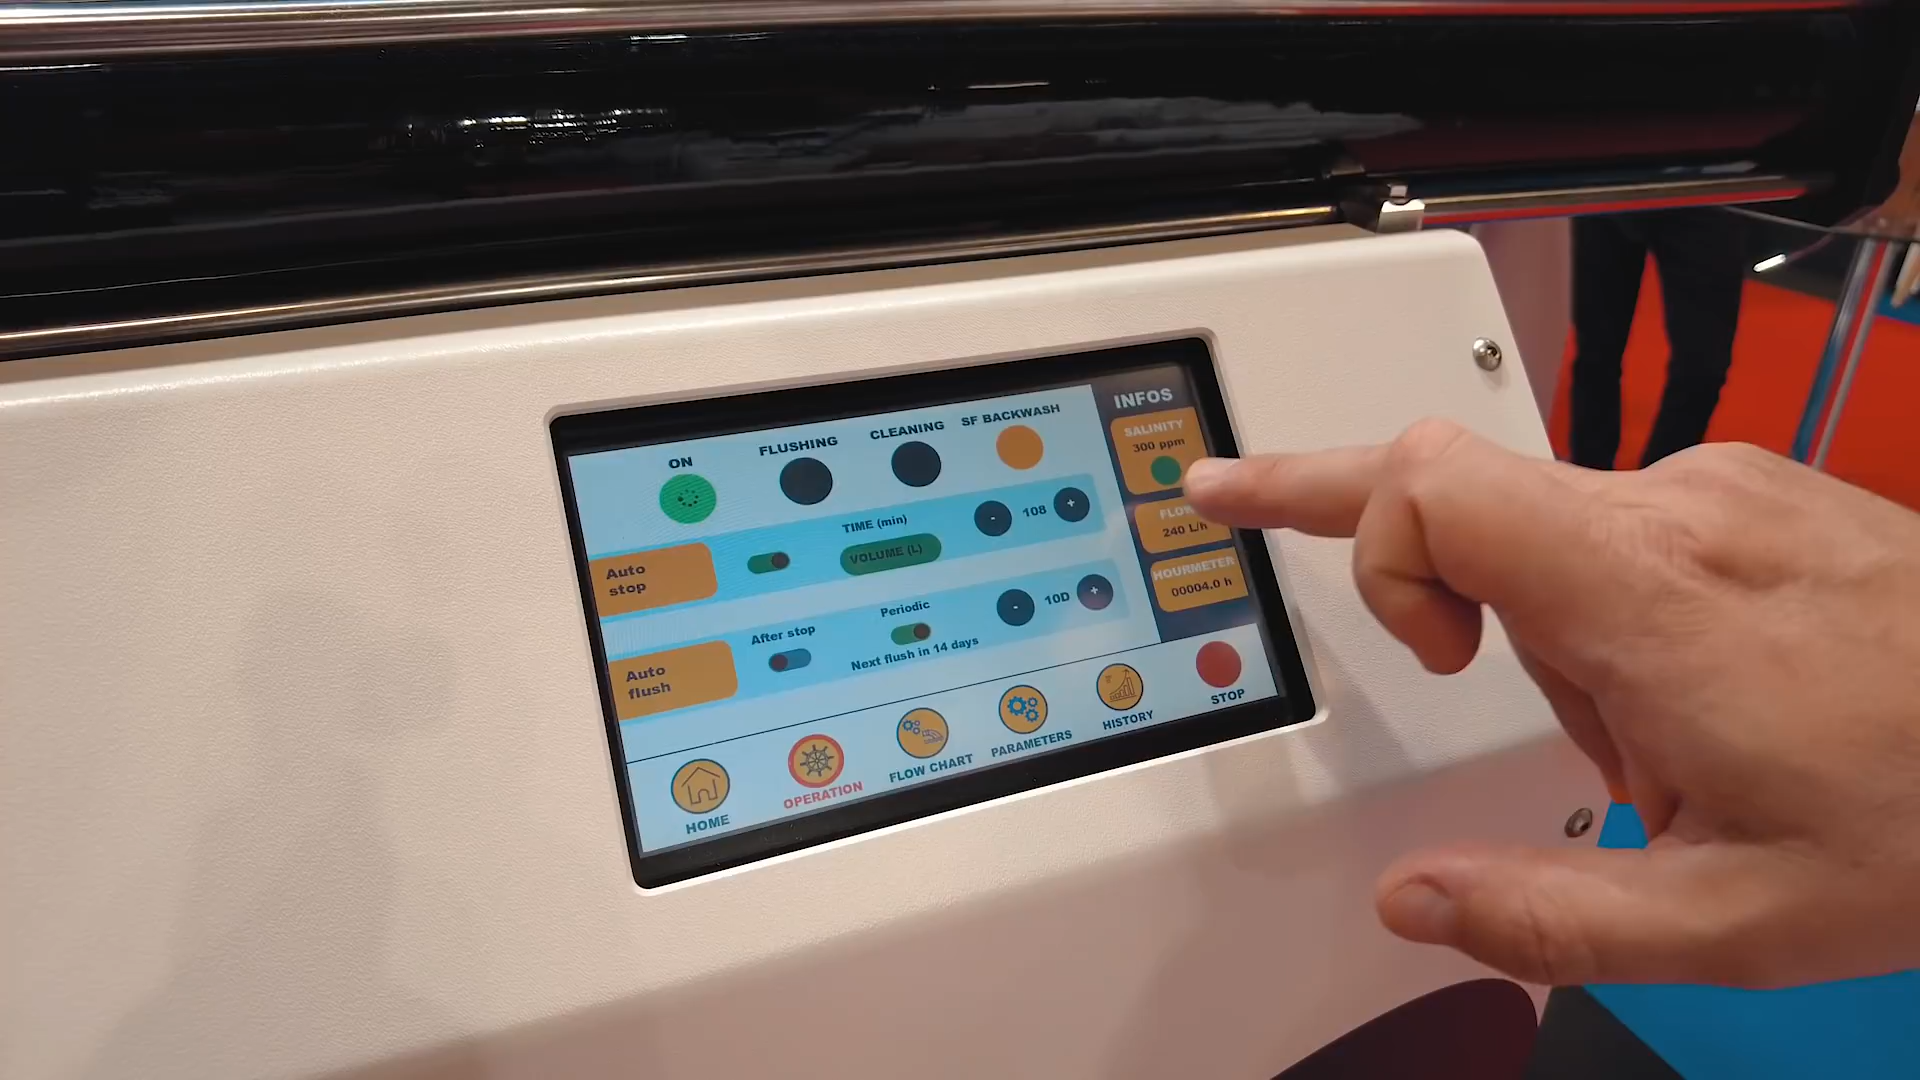 ON
FLUSHING
CLEANING
SF BACKWASH
INFOS
SALINITY
300 ppm
FLOW
240 L/h
HOURMETER
00004.0 h
Auto
stop
TIME (min)
VOLUME (L)
-
108
+
Auto
flush
After stop
Periodic
Next flush in 14 days
-
10D
+
HOME
OPERATION
FLOW CHART
PARAMETERS
HISTORY
STOP